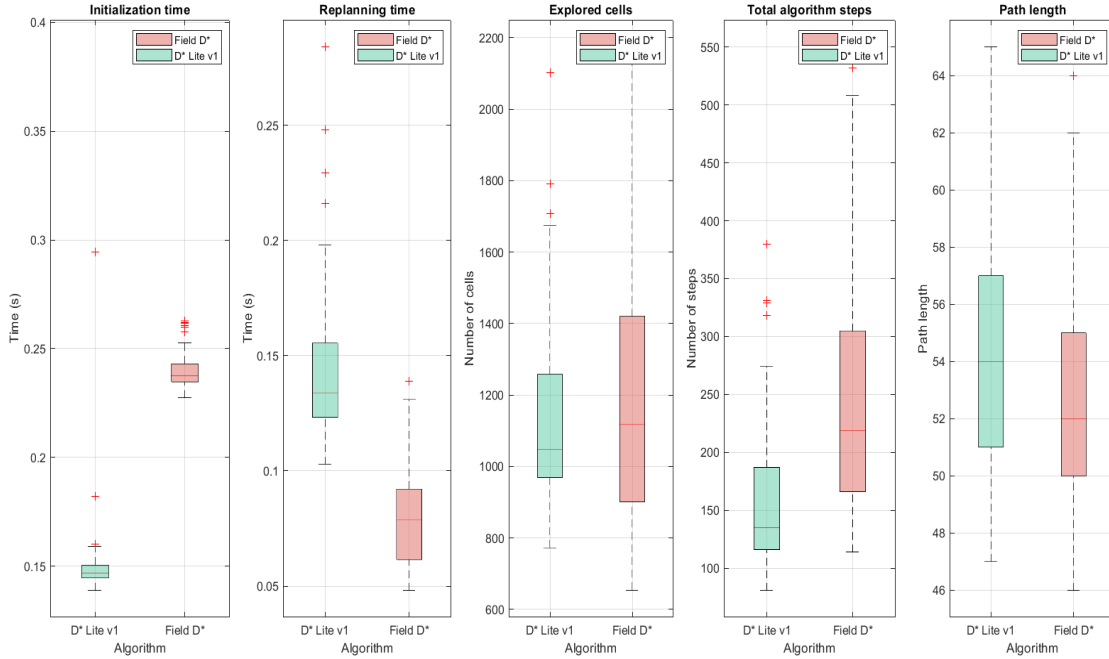 Initialization time
0.4
0.35
0.3
0.25
0.2
0.15
Time (s)
Field D*
D* Lite v1
D* Lite v1
Field D*
Algorithm
Replanning time
0.25
0.2
0.15
0.1
0.05
Time (s)
Field D*
D* Lite v1
D* Lite v1
Field D*
Algorithm
Explored cells
2200
2000
1800
1600
1400
1200
1000
800
600
Number of cells
Field D*
D* Lite v1
D* Lite v1
Field D*
Algorithm
Total algorithm steps
550
500
450
400
350
300
250
200
150
100
Number of steps
Field D*
D* Lite v1
D* Lite v1
Field D*
Algorithm
Path length
64
62
60
58
56
54
52
50
48
46
Path length
Field D*
D* Lite v1
D* Lite v1
Field D*
Algorithm